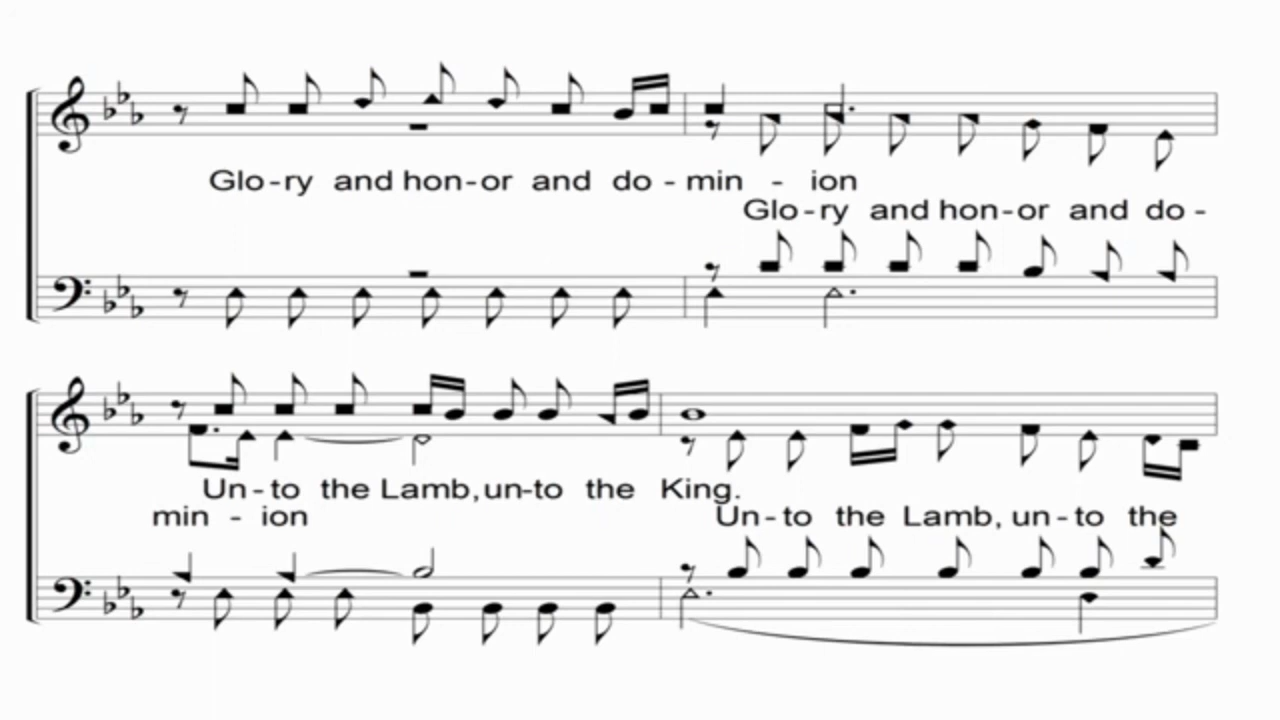 Glo-ry and hon-or and do-min - ion
Glo-ry and hon-or and do-
Un-to the Lamb, un-to the King.
min - ion Un-to the Lamb, un-to the